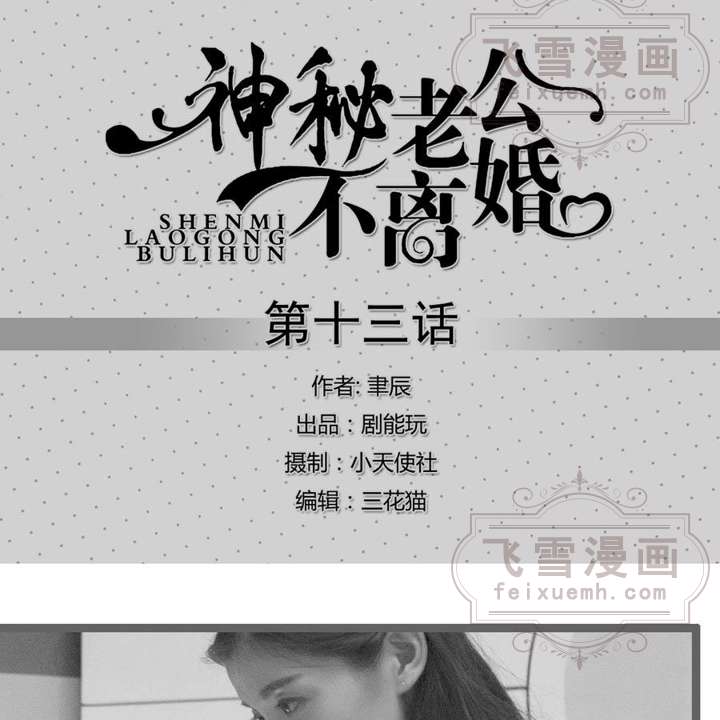 飞雪漫画
feixuemh.com
神秘老公
不离婚
SHENMI
LAOGONG
BULIHUN
第十三话
作者: 聿辰
出品：剧能玩
摄制：小天使社
编辑：三花猫
飞雪漫画
feixuemh.com